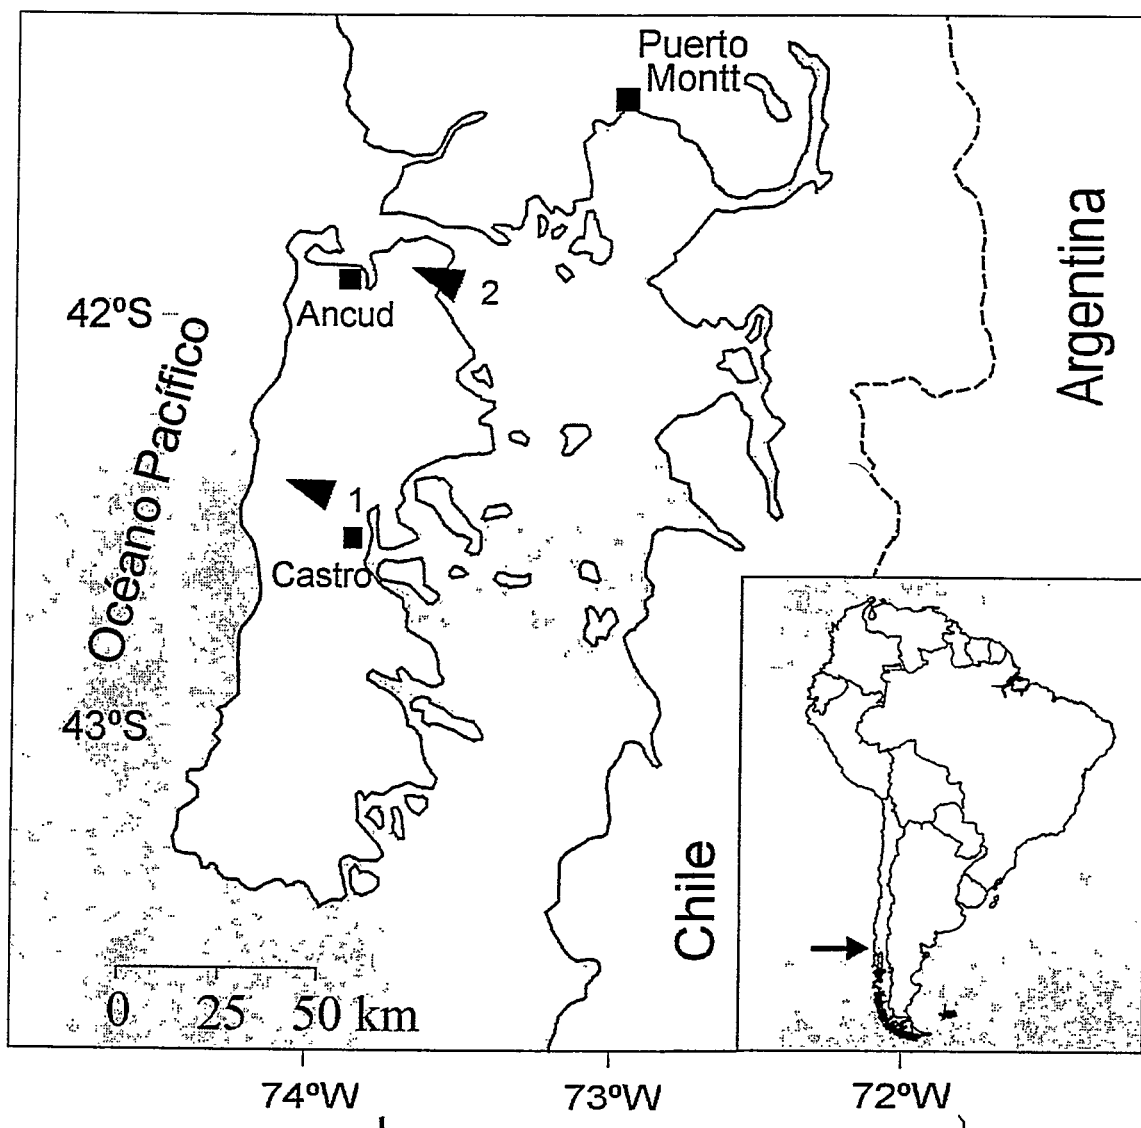 Puerto
Montt
Argentina
2
Ancud
42ºS
Océano Pacífico
1
Castro
43ºS
Chile
0 25 50 km
74ºW 73ºW 72ºW